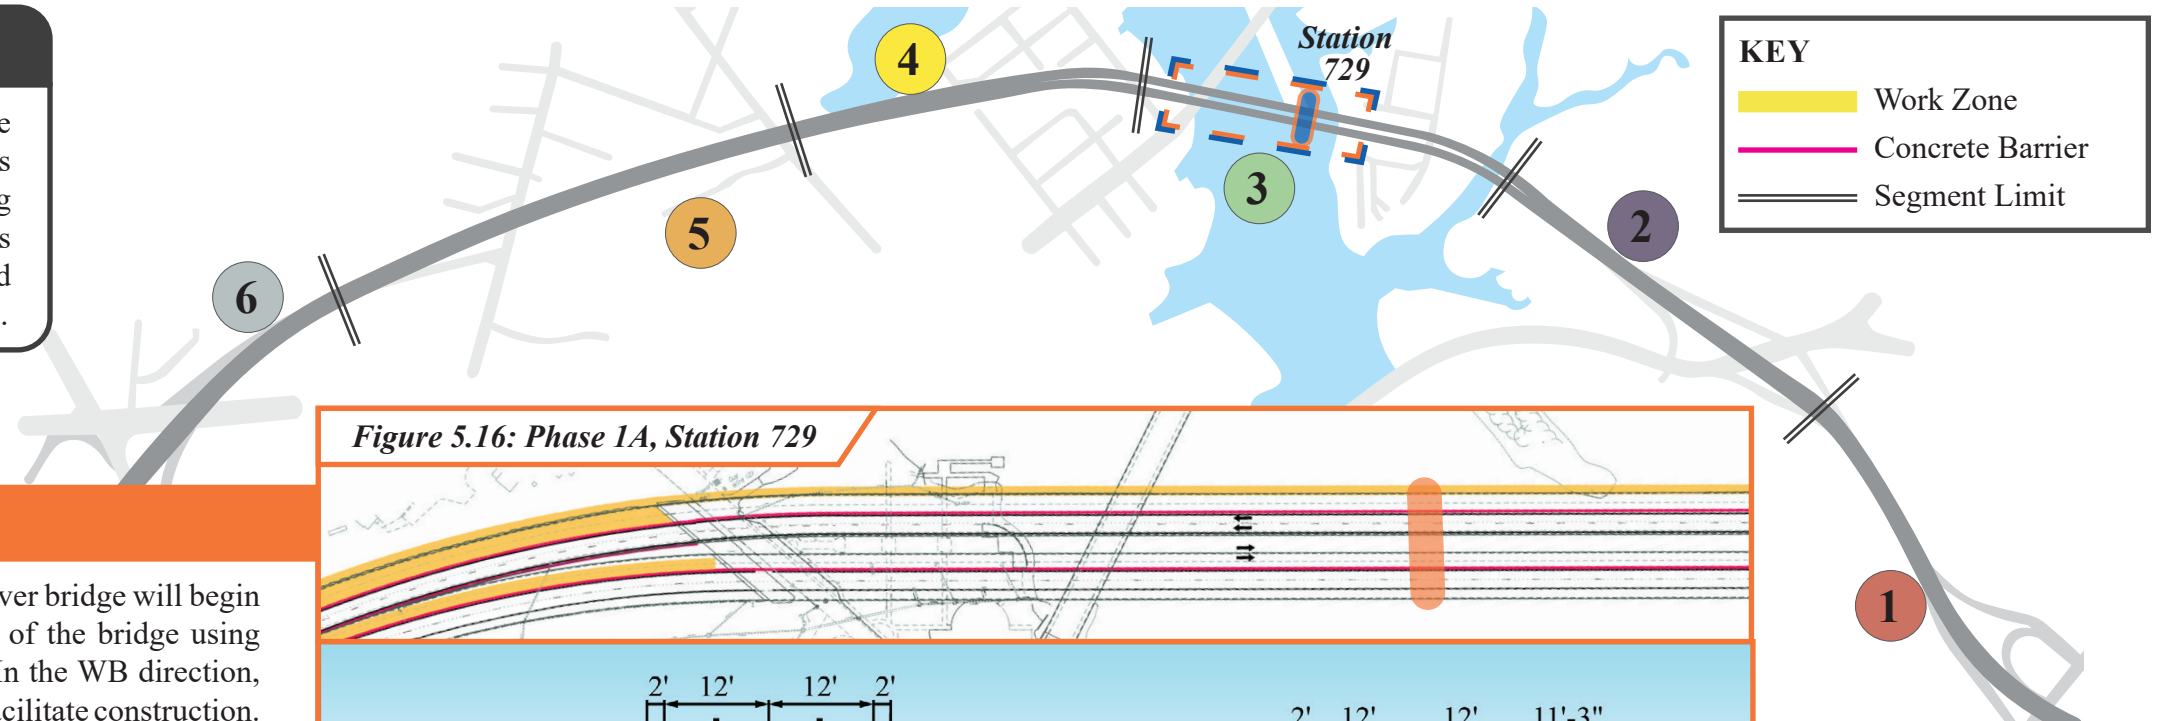 Station
729
4
3
5
2
6
1
KEY
Work Zone
Concrete Barrier
Segment Limit
s
g
s
.
Figure 5.16: Phase 1A, Station 729
bridge will begin
of the bridge using
In the WB direction,
construction.
2' 12' 12' 2'
2' 12' 12' 11'-3"